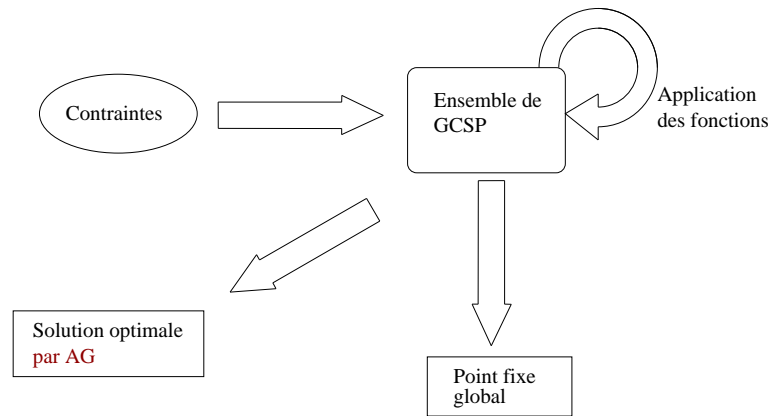 Contraintes
Ensemble de
GCSP
Application
des fonctions
Solution optimale
par AG
Point fixe
global